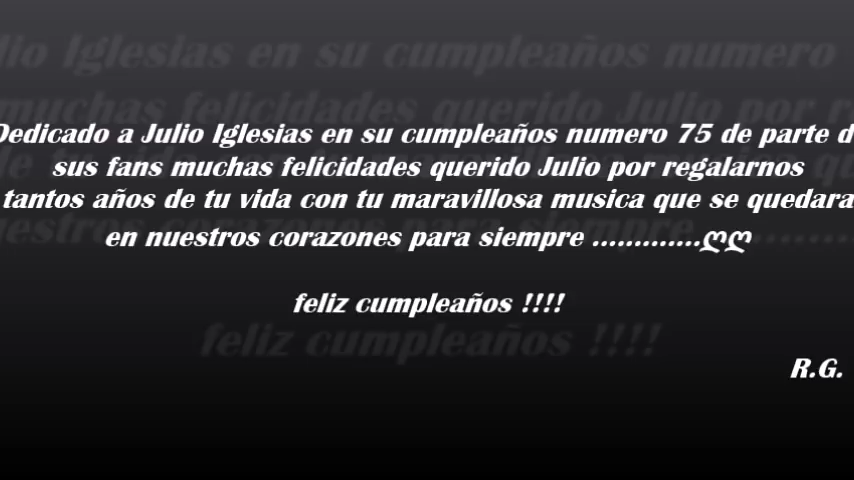 Dedicado a Julio Iglesias en su cumpleaños numero 75 de parte d
sus fans muchas felicidades querido Julio por regalarnos
tantos años de tu vida con tu maravillosa musica que se quedara
en nuestros corazones para siempre .............ღღ
feliz cumpleaños !!!!
R.G.